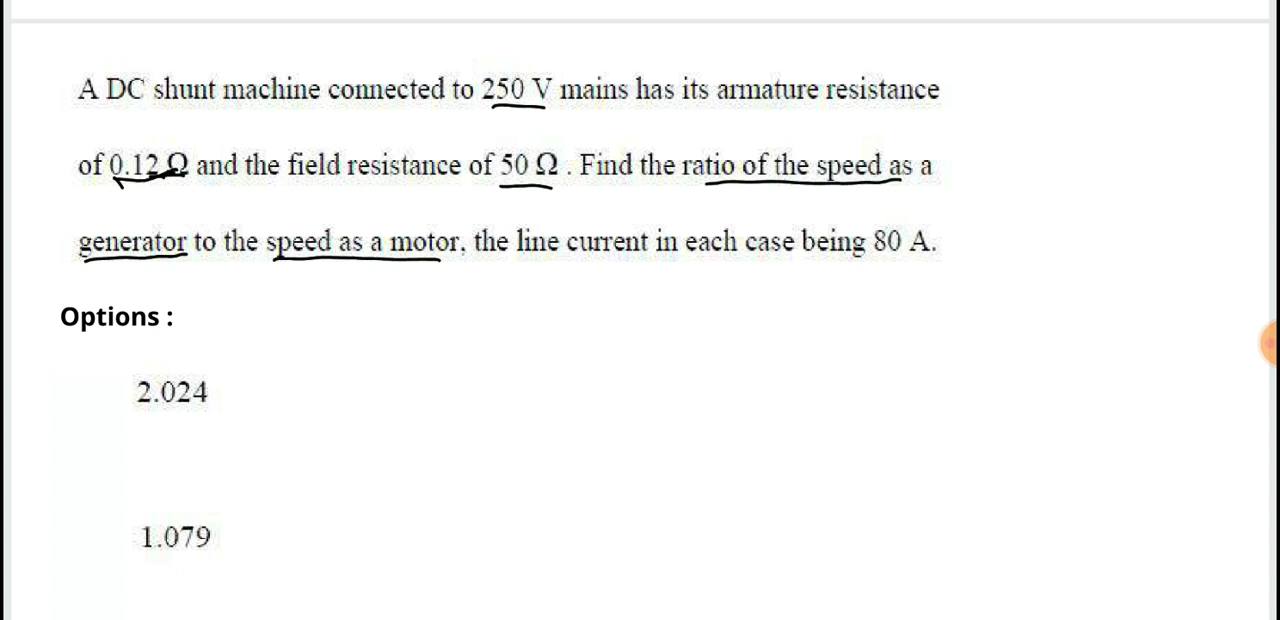 A DC shunt machine connected to 250 V mains has its armature resistance
of 0.12 Ω and the field resistance of 50 Ω . Find the ratio of the speed as a
generator to the speed as a motor, the line current in each case being 80 A.
Options :
2.024
1.079